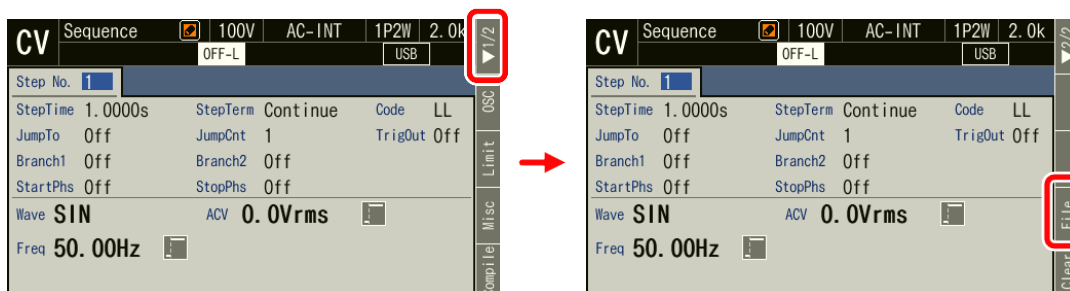 CV Sequence 100V AC-INT 1P2W 2.0k
OFF-L USB
Step No. 1
StepTime 1.0000s StepTerm Continue Code LL
JumpTo Off JumpCnt 1 TrigOut Off
Branch1 Off Branch2 Off
StartPhs Off StopPhs Off
Wave SIN ACV 0.0Vrms
Freq 50.00Hz
▼1/2
OSC
Limit
Misc
Compile
CV Sequence 100V AC-INT 1P2W 2.0k
OFF-L USB
Step No. 1
StepTime 1.0000s StepTerm Continue Code LL
JumpTo Off JumpCnt 1 TrigOut Off
Branch1 Off Branch2 Off
StartPhs Off StopPhs Off
Wave SIN ACV 0.0Vrms
Freq 50.00Hz
▼2/2
File
Clear